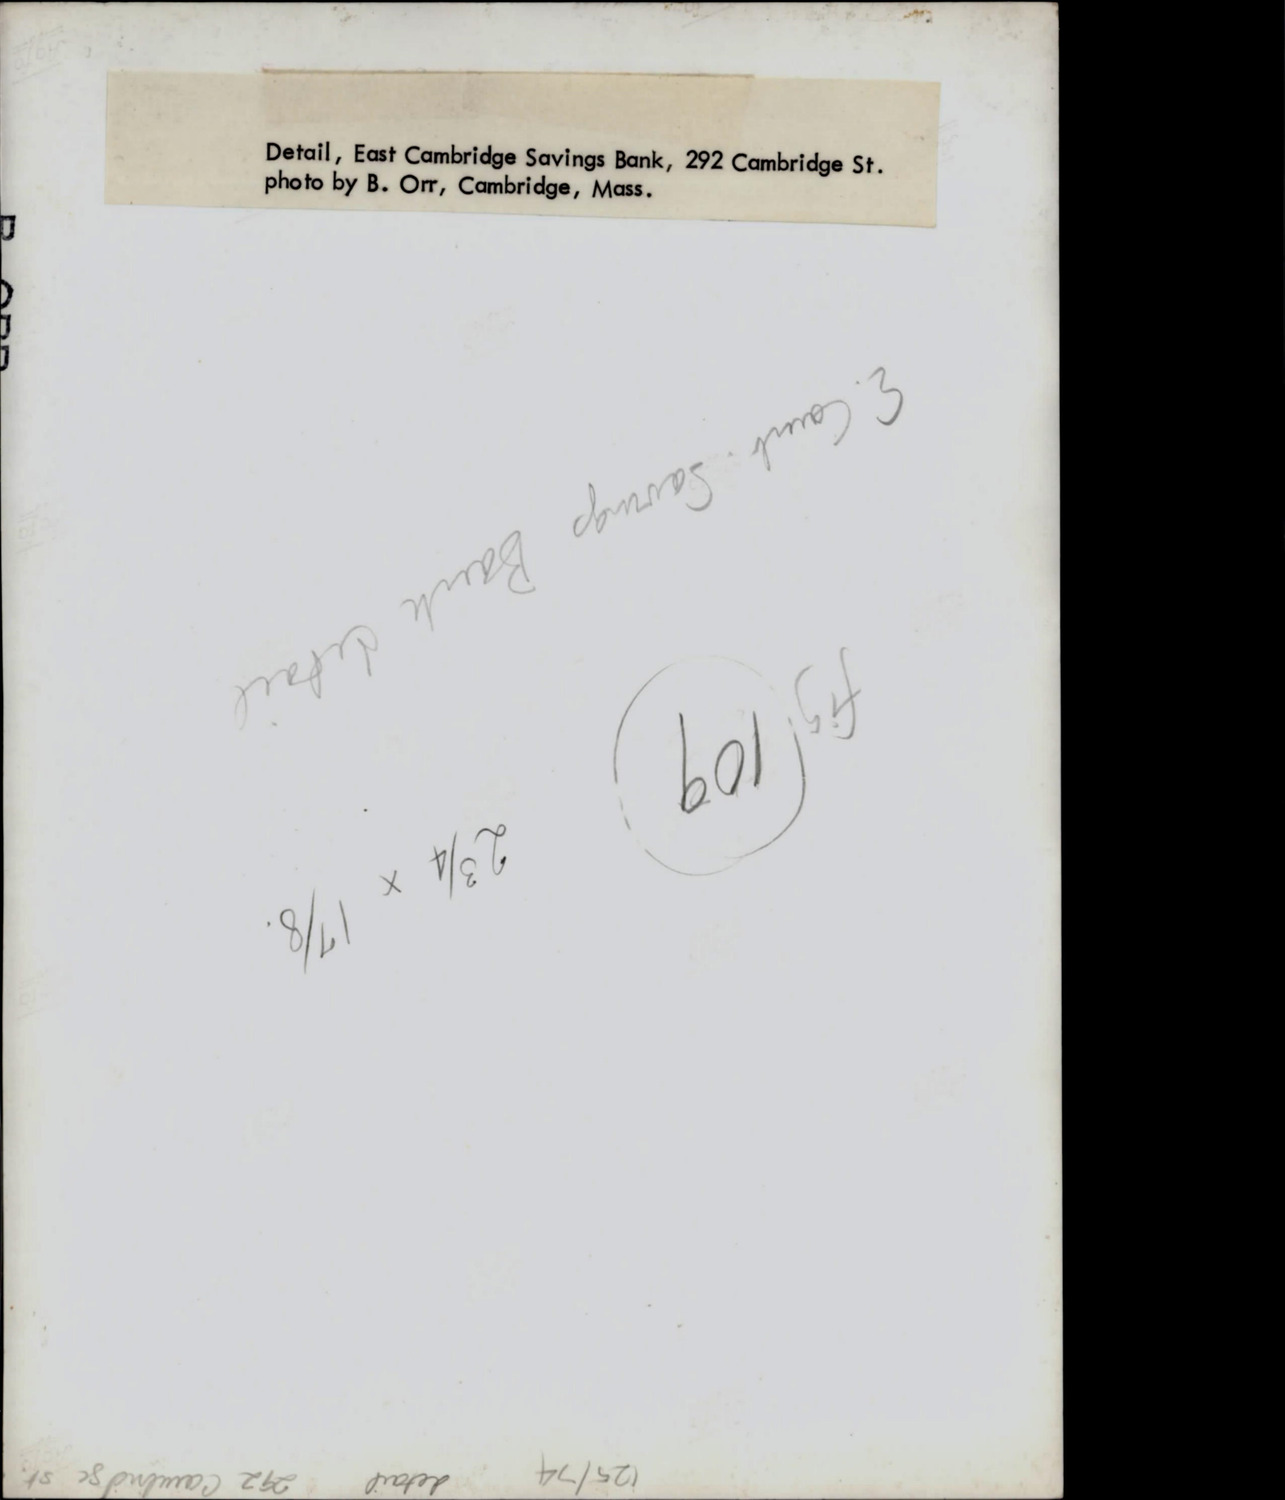 Detail, East Cambridge Savings Bank, 292 Cambridge St.
photo by B. Orr, Cambridge, Mass.
E. Camb. Savings Bank detail
fig 109
2 3/4 x 1 7/8.
125/74 detail 292 Cambridge St.